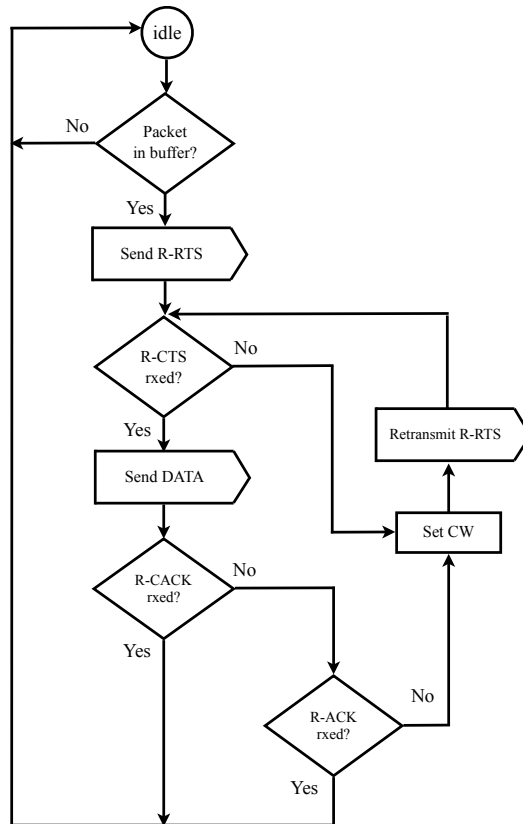 idle
Packet
in buffer?
No
Yes
Send R-RTS
R-CTS
rxed?
No
Yes
Retransmit R-RTS
Send DATA
Set CW
R-CACK
rxed?
No
Yes
R-ACK
rxed?
No
Yes